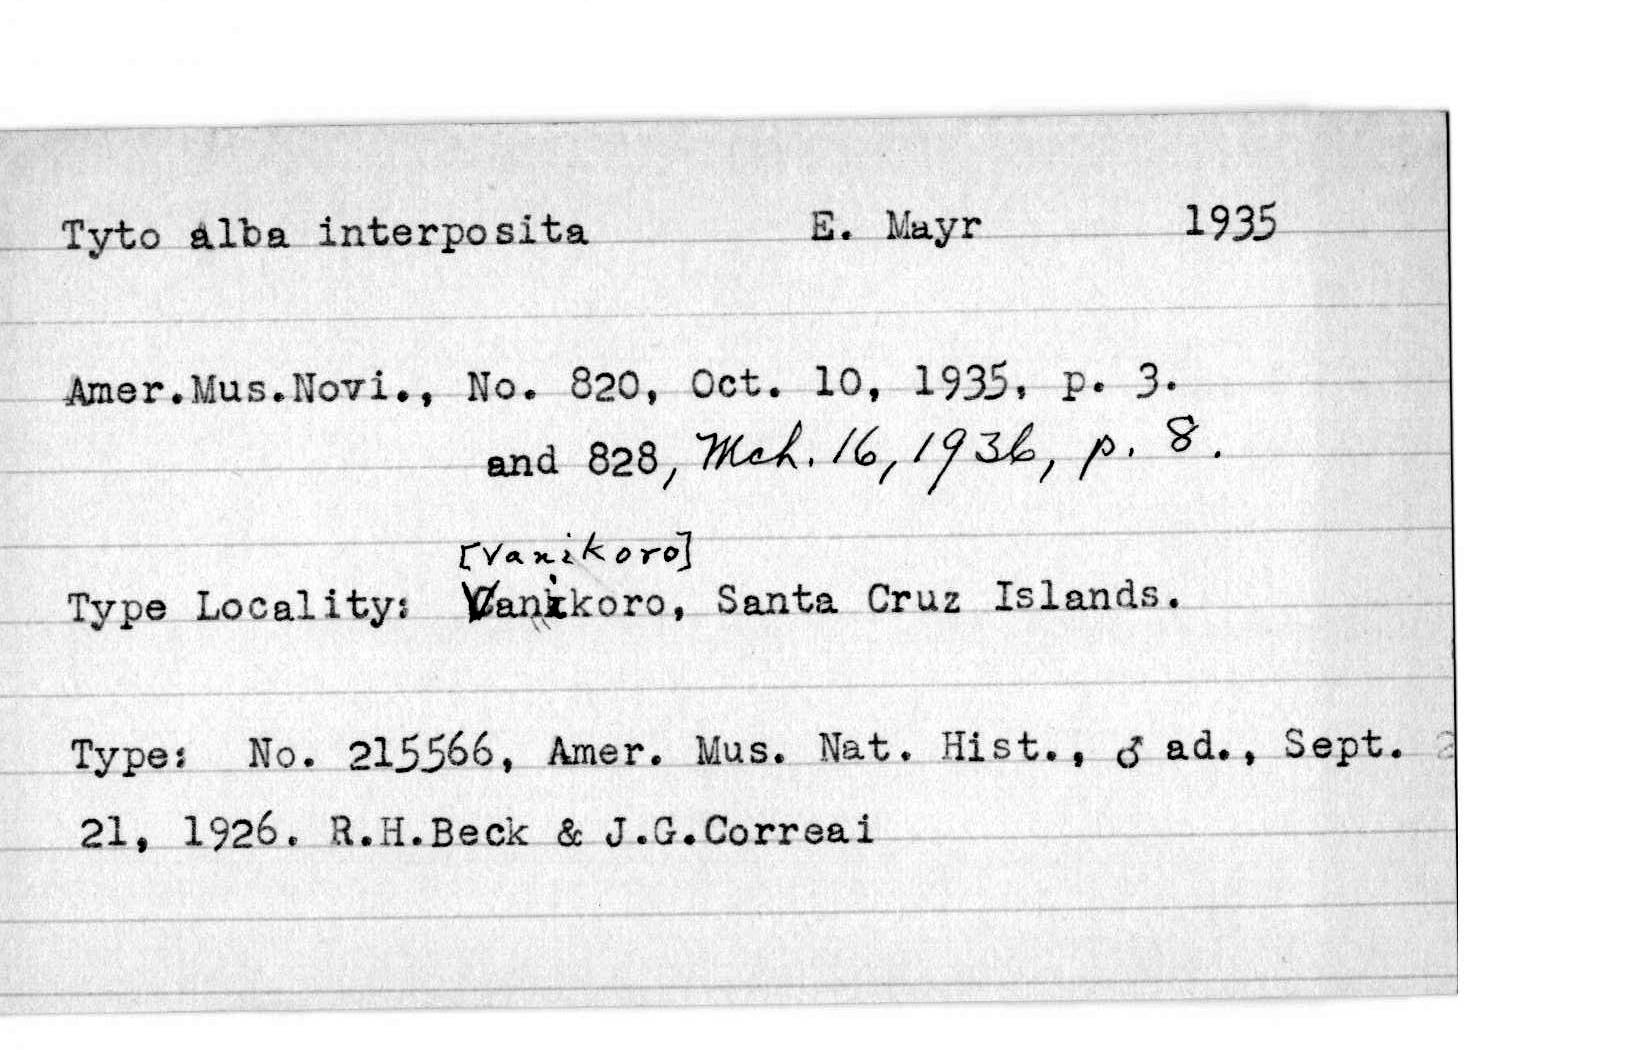 Tyto alba interposita E. Mayr 1935
Amer.Mus.Novi., No. 820, Oct. 10, 1935, p. 3.
and 828, Mch. 16, 1936, p. 8.
[Vanikoro]
Type Locality: Vanikoro, Santa Cruz Islands.
Type: No. 215566, Amer. Mus. Nat. Hist., ♂ ad., Sept. 2
21, 1926. R.H.Beck & J.G.Correai